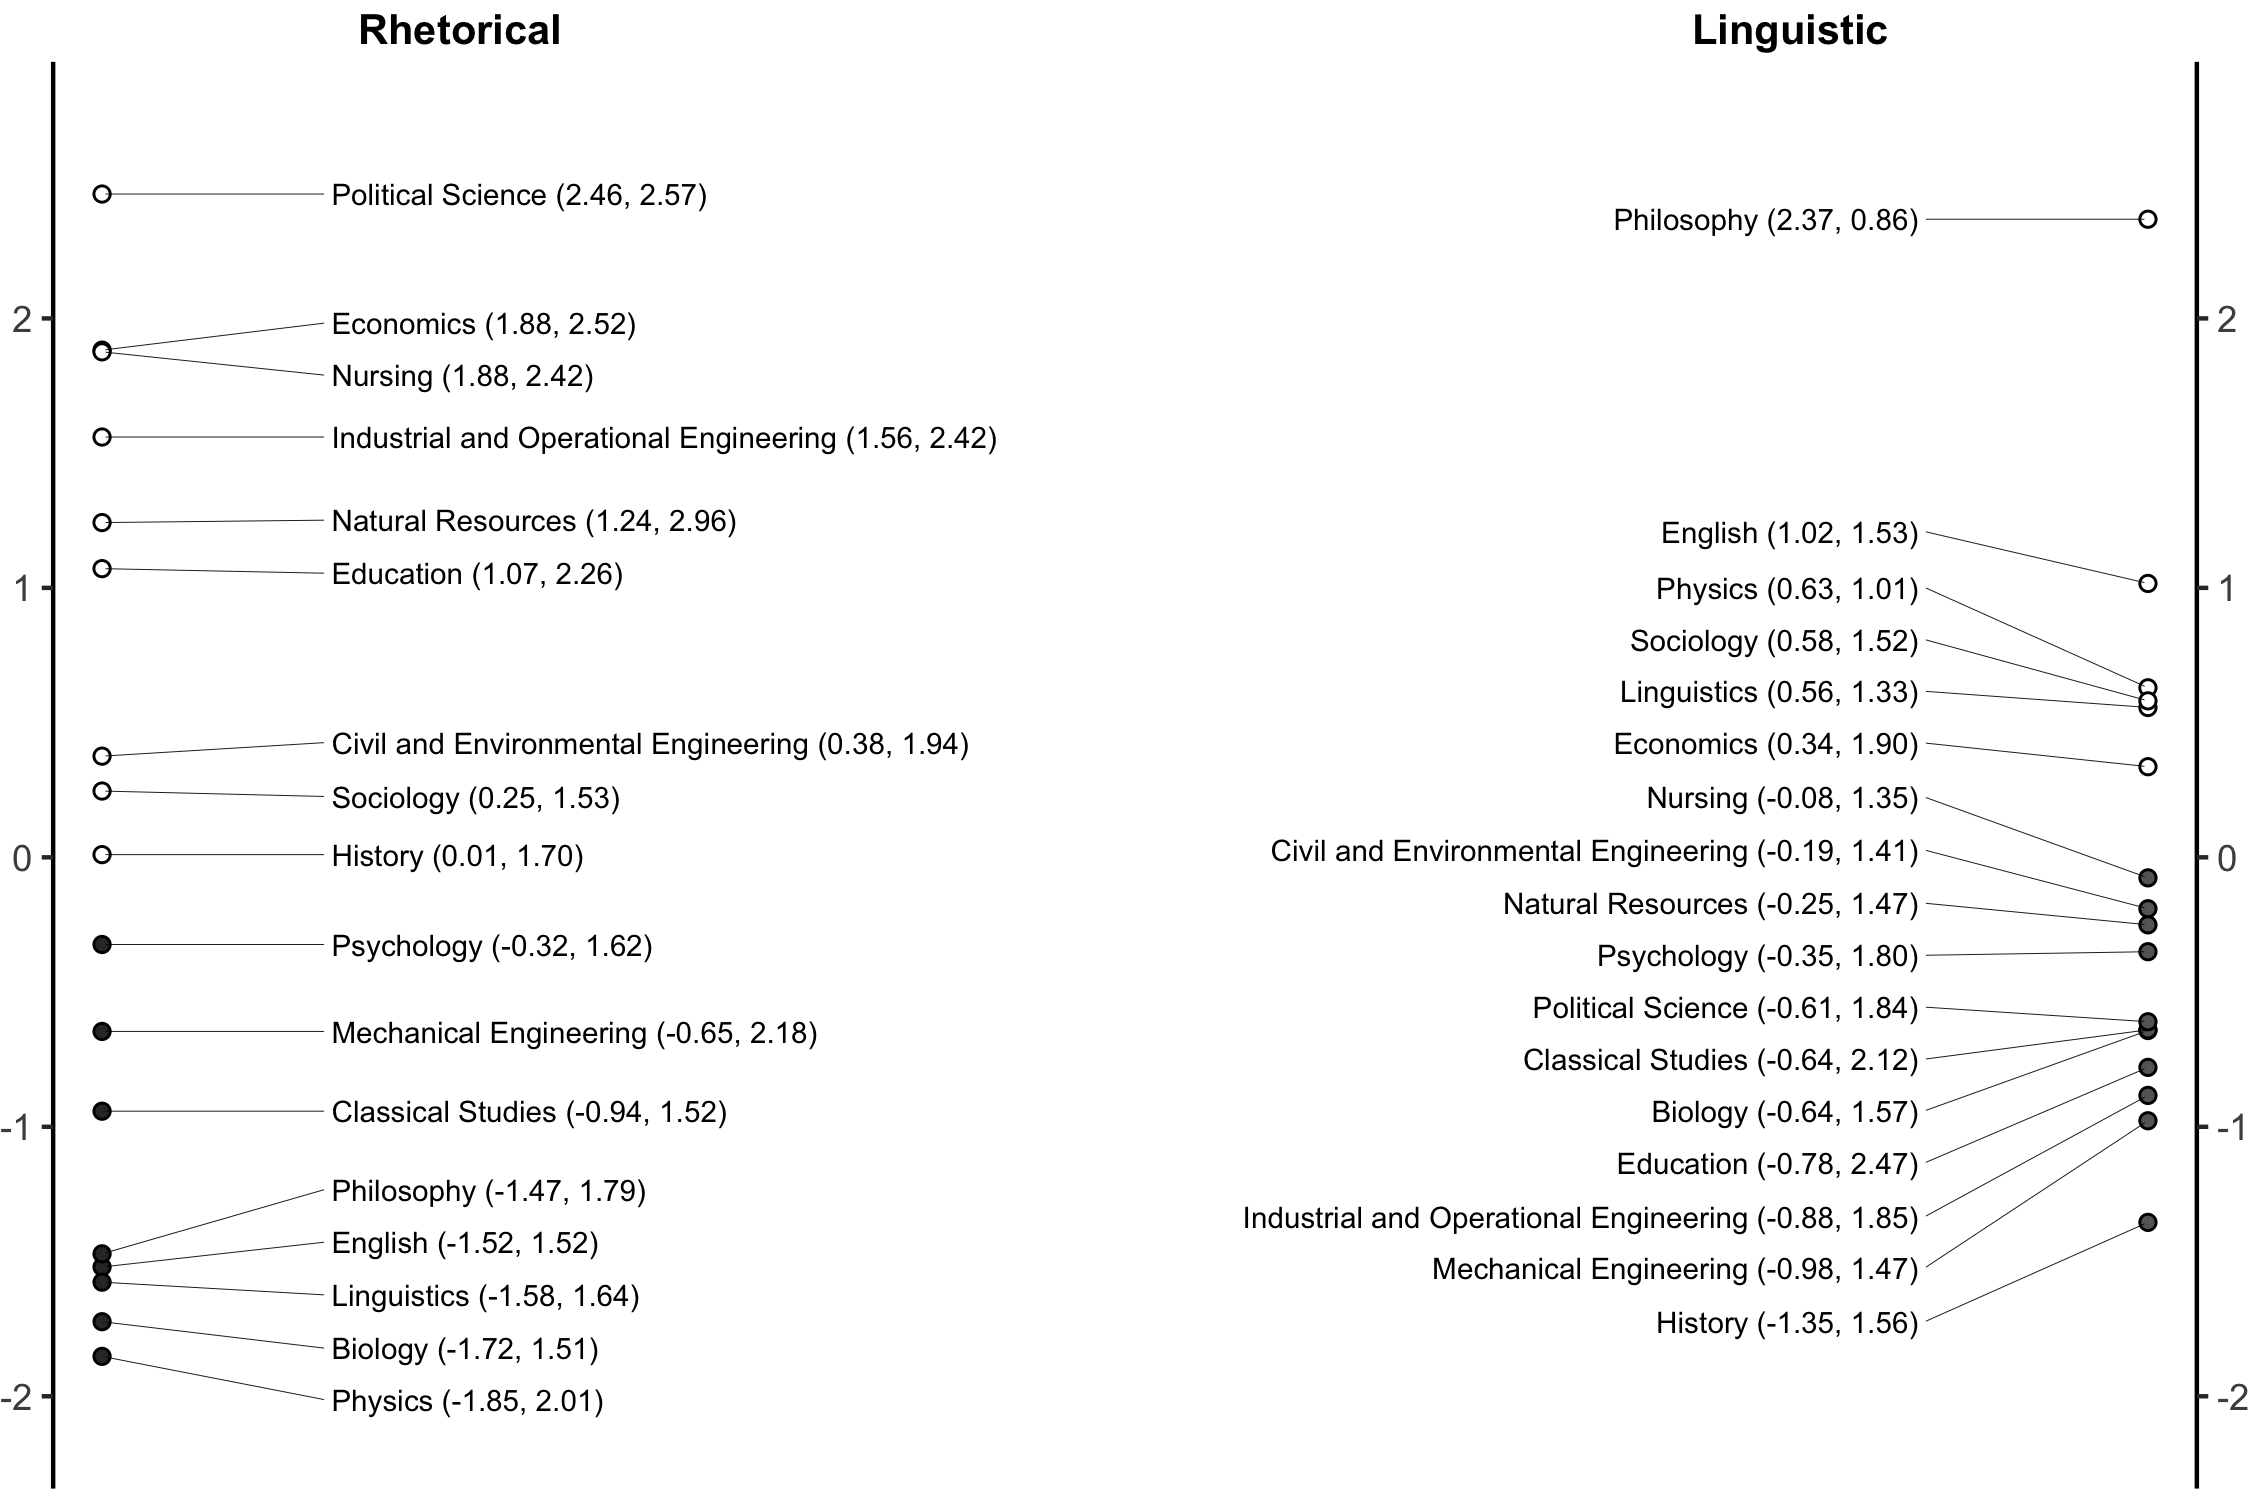 Rhetorical
Political Science (2.46, 2.57)
2
Economics (1.88, 2.52)
Nursing (1.88, 2.42)
Industrial and Operational Engineering (1.56, 2.42)
Natural Resources (1.24, 2.96)
Education (1.07, 2.26)
1
Civil and Environmental Engineering (0.38, 1.94)
Sociology (0.25, 1.53)
0
History (0.01, 1.70)
Psychology (-0.32, 1.62)
Mechanical Engineering (-0.65, 2.18)
Classical Studies (-0.94, 1.52)
-1
Philosophy (-1.47, 1.79)
English (-1.52, 1.52)
Linguistics (-1.58, 1.64)
Biology (-1.72, 1.51)
Physics (-1.85, 2.01)
-2
Linguistic
Philosophy (2.37, 0.86)
2
English (1.02, 1.53)
Physics (0.63, 1.01)
1
Sociology (0.58, 1.52)
Linguistics (0.56, 1.33)
Economics (0.34, 1.90)
Nursing (-0.08, 1.35)
Civil and Environmental Engineering (-0.19, 1.41)
0
Natural Resources (-0.25, 1.47)
Psychology (-0.35, 1.80)
Political Science (-0.61, 1.84)
Classical Studies (-0.64, 2.12)
Biology (-0.64, 1.57)
-1
Education (-0.78, 2.47)
Industrial and Operational Engineering (-0.88, 1.85)
Mechanical Engineering (-0.98, 1.47)
History (-1.35, 1.56)
-2